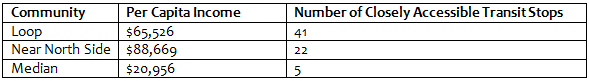 Community Per Capita Income Number of Closely Accessible Transit Stops
Loop $65,526 41
Near North Side $88,669 22
Median $20,956 5